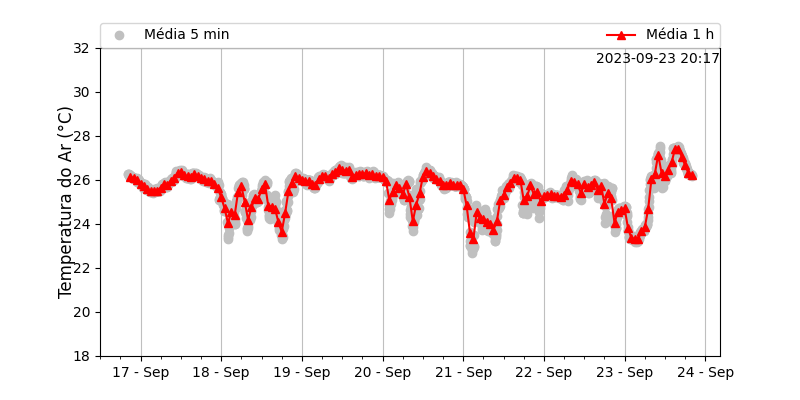 Média 5 min
Média 1 h
2023-09-23 20:17
Temperatura do Ar (°C)
32
30
28
26
24
22
20
18
17 - Sep
18 - Sep
19 - Sep
20 - Sep
21 - Sep
22 - Sep
23 - Sep
24 - Sep